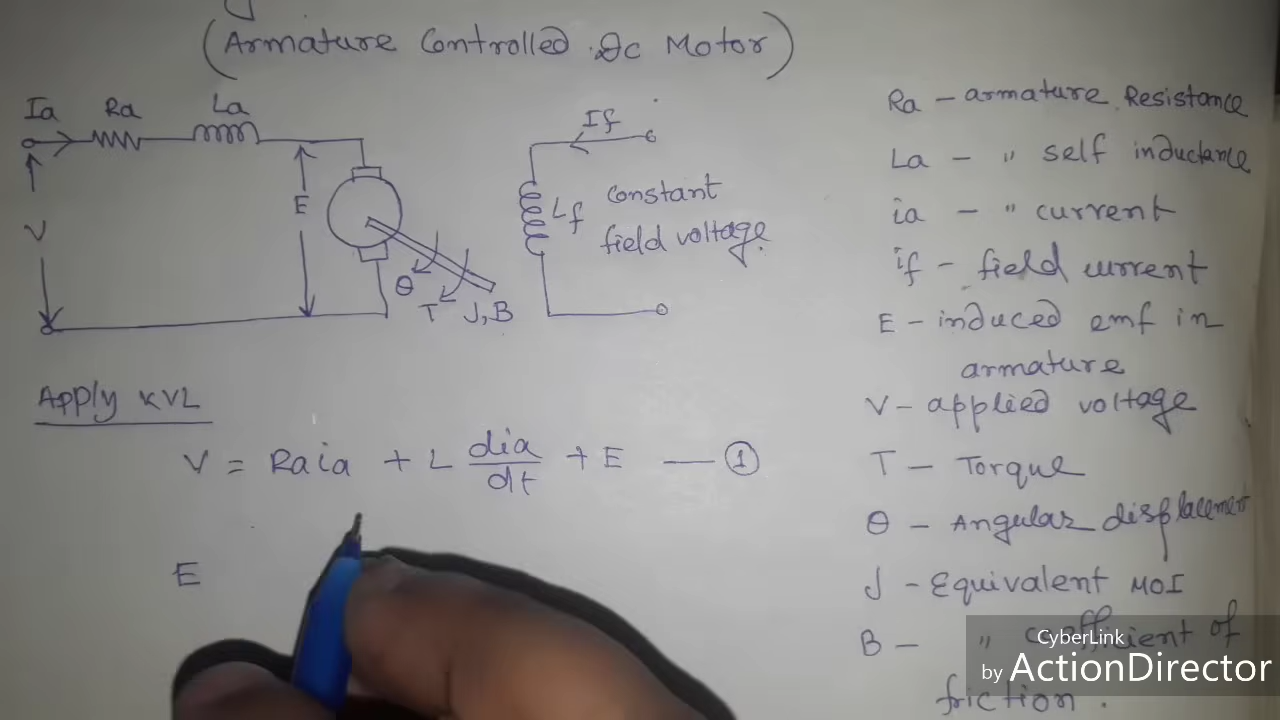 (Armature Controlled Dc Motor)
Ia Ra La
E
V
θ T J, B
If
Lf constant
field voltage.
Apply KVL
V = Raia + L dia/dt + E — ①
E
Ra – armature Resistance
La – " self inductance
ia – " current
if – field current
E – induced emf in
armature
V – applied voltage
T – Torque
θ – Angular displacement
J – Equivalent MOI
B – " coefficient of
friction.
CyberLink
by ActionDirector